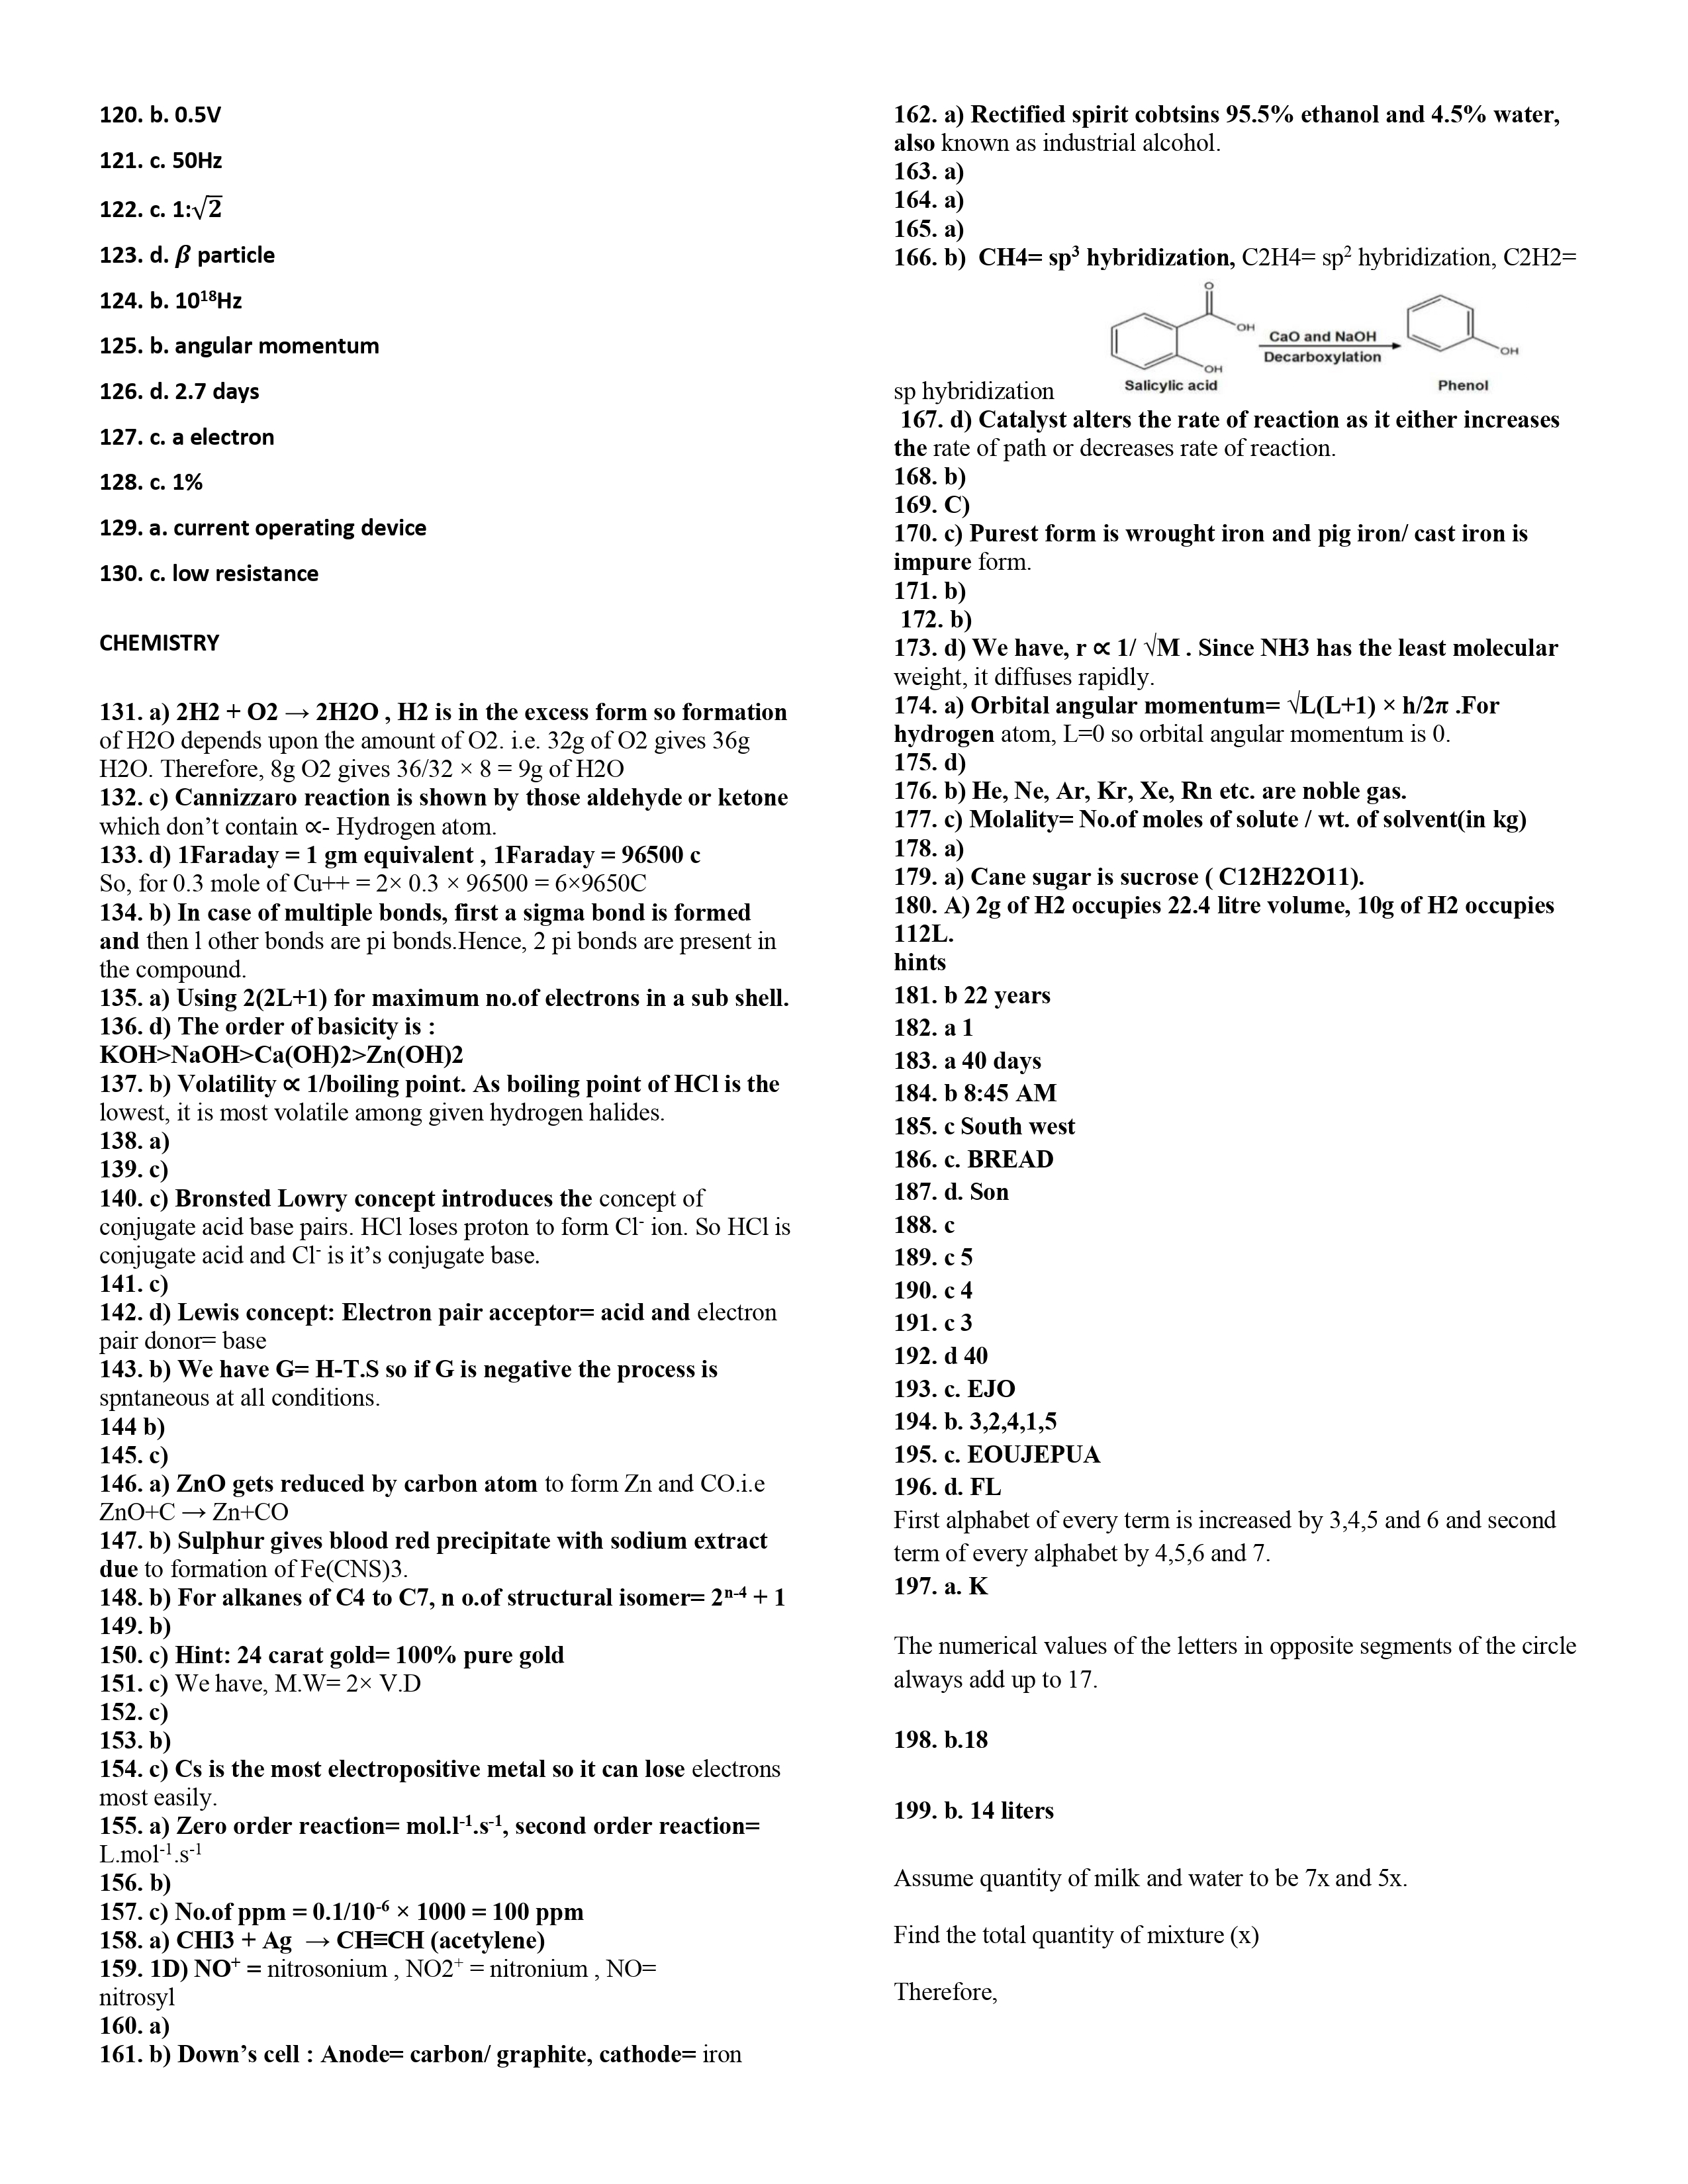 120. b. 0.5V
121. c. 50Hz
122. c. 1:√2
123. d. β particle
124. b. 10¹⁸Hz
125. b. angular momentum
126. d. 2.7 days
127. c. a electron
128. c. 1%
129. a. current operating device
130. c. low resistance
CHEMISTRY
131. a) 2H2 + O2 → 2H2O , H2 is in the excess form so formation
of H2O depends upon the amount of O2. i.e. 32g of O2 gives 36g
H2O. Therefore, 8g O2 gives 36/32 × 8 = 9g of H2O
132. c) Cannizzaro reaction is shown by those aldehyde or ketone
which don’t contain ∝- Hydrogen atom.
133. d) 1Faraday = 1 gm equivalent , 1Faraday = 96500 c
So, for 0.3 mole of Cu++ = 2× 0.3 × 96500 = 6×9650C
134. b) In case of multiple bonds, first a sigma bond is formed
and then l other bonds are pi bonds.Hence, 2 pi bonds are present in
the compound.
135. a) Using 2(2L+1) for maximum no.of electrons in a sub shell.
136. d) The order of basicity is :
KOH>NaOH>Ca(OH)2>Zn(OH)2
137. b) Volatility ∝ 1/boiling point. As boiling point of HCl is the
lowest, it is most volatile among given hydrogen halides.
138. a)
139. c)
140. c) Bronsted Lowry concept introduces the concept of
conjugate acid base pairs. HCl loses proton to form Cl⁻ ion. So HCl is
conjugate acid and Cl⁻ is it’s conjugate base.
141. c)
142. d) Lewis concept: Electron pair acceptor= acid and electron
pair donor= base
143. b) We have G= H-T.S so if G is negative the process is
spntaneous at all conditions.
144 b)
145. c)
146. a) ZnO gets reduced by carbon atom to form Zn and CO.i.e
ZnO+C → Zn+CO
147. b) Sulphur gives blood red precipitate with sodium extract
due to formation of Fe(CNS)3.
148. b) For alkanes of C4 to C7, n o.of structural isomer= 2ⁿ⁻⁴ + 1
149. b)
150. c) Hint: 24 carat gold= 100% pure gold
151. c) We have, M.W= 2× V.D
152. c)
153. b)
154. c) Cs is the most electropositive metal so it can lose electrons
most easily.
155. a) Zero order reaction= mol.l⁻¹.s⁻¹, second order reaction=
L.mol⁻¹.s⁻¹
156. b)
157. c) No.of ppm = 0.1/10⁻⁶ × 1000 = 100 ppm
158. a) CHI3 + Ag → CH≡CH (acetylene)
159. 1D) NO⁺ = nitrosonium , NO2⁺ = nitronium , NO=
nitrosyl
160. a)
161. b) Down’s cell : Anode= carbon/ graphite, cathode= iron
162. a) Rectified spirit cobtsins 95.5% ethanol and 4.5% water,
also known as industrial alcohol.
163. a)
164. a)
165. a)
166. b) CH4= sp³ hybridization, C2H4= sp² hybridization, C2H2=
O
OH
OH
CaO and NaOH
Decarboxylation
OH
Salicylic acid
Phenol
sp hybridization
167. d) Catalyst alters the rate of reaction as it either increases
the rate of path or decreases rate of reaction.
168. b)
169. C)
170. c) Purest form is wrought iron and pig iron/ cast iron is
impure form.
171. b)
172. b)
173. d) We have, r ∝ 1/ √M . Since NH3 has the least molecular
weight, it diffuses rapidly.
174. a) Orbital angular momentum= √L(L+1) × h/2π .For
hydrogen atom, L=0 so orbital angular momentum is 0.
175. d)
176. b) He, Ne, Ar, Kr, Xe, Rn etc. are noble gas.
177. c) Molality= No.of moles of solute / wt. of solvent(in kg)
178. a)
179. a) Cane sugar is sucrose ( C12H22O11).
180. A) 2g of H2 occupies 22.4 litre volume, 10g of H2 occupies
112L.
hints
181. b 22 years
182. a 1
183. a 40 days
184. b 8:45 AM
185. c South west
186. c. BREAD
187. d. Son
188. c
189. c 5
190. c 4
191. c 3
192. d 40
193. c. EJO
194. b. 3,2,4,1,5
195. c. EOUJEPUA
196. d. FL
First alphabet of every term is increased by 3,4,5 and 6 and second
term of every alphabet by 4,5,6 and 7.
197. a. K
The numerical values of the letters in opposite segments of the circle
always add up to 17.
198. b.18
199. b. 14 liters
Assume quantity of milk and water to be 7x and 5x.
Find the total quantity of mixture (x)
Therefore,